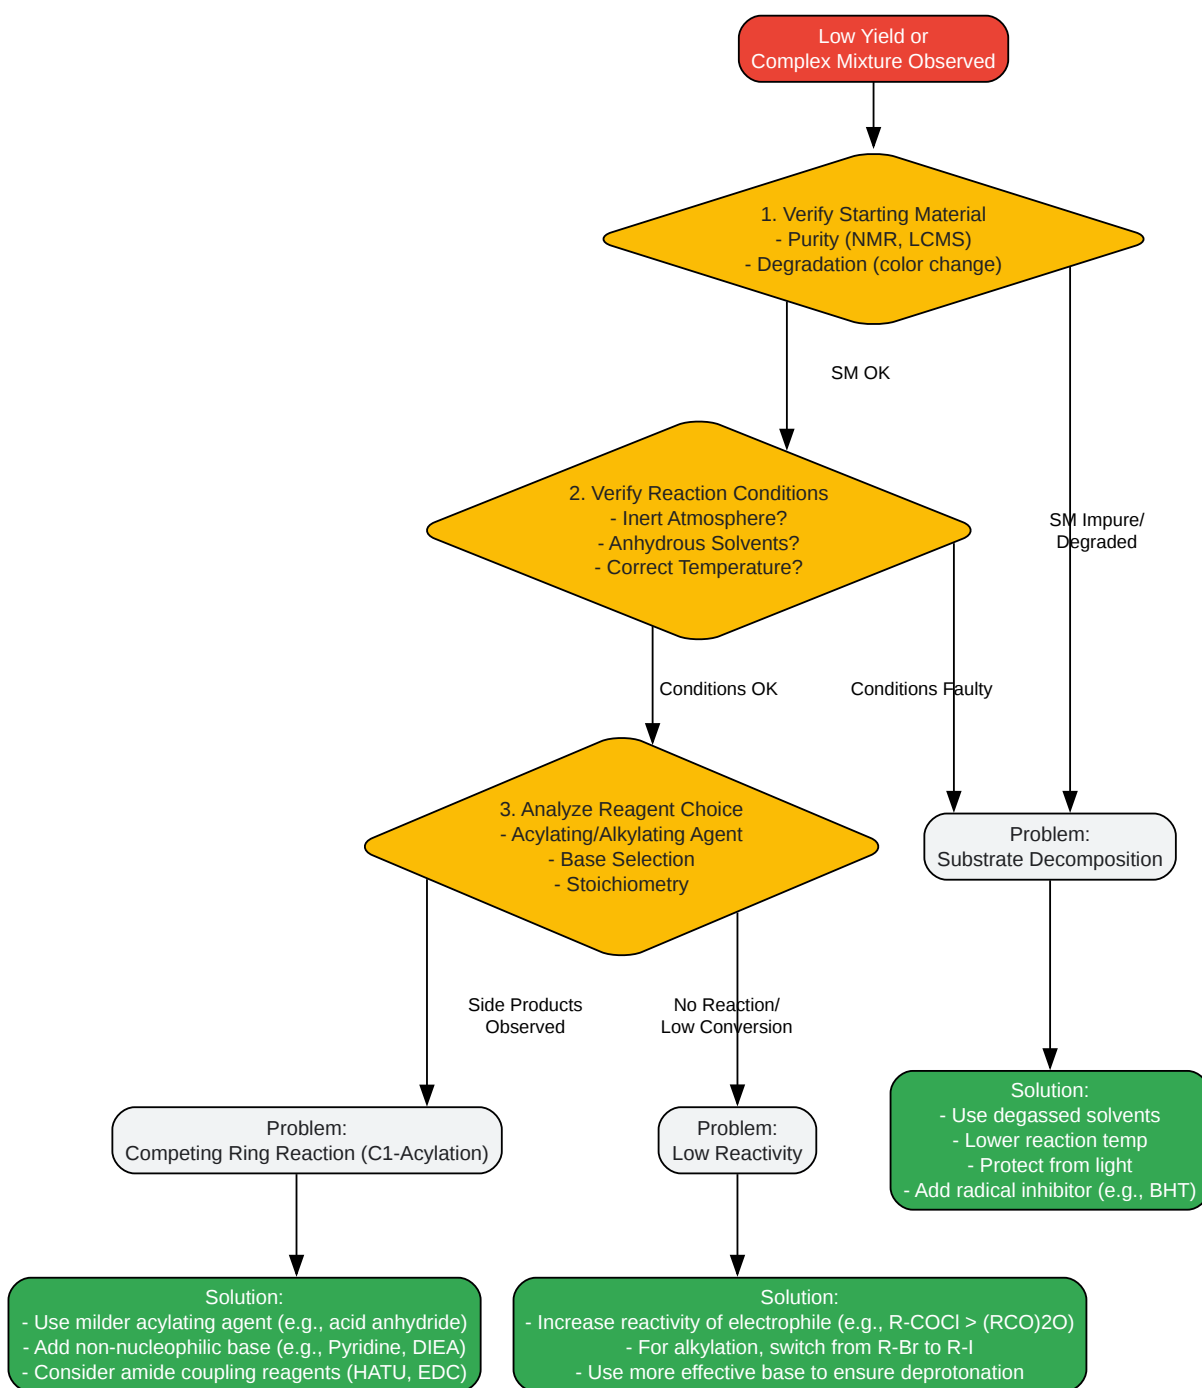 Low Yield or
Complex Mixture Observed
1. Verify Starting Material
- Purity (NMR, LCMS)
- Degradation (color change)
SM OK
2. Verify Reaction Conditions
- Inert Atmosphere?
- Anhydrous Solvents?
- Correct Temperature?
SM Impure/
Degraded
Conditions OK
Conditions Faulty
3. Analyze Reagent Choice
- Acylating/Alkylating Agent
- Base Selection
- Stoichiometry
Problem:
Substrate Decomposition
Side Products
Observed
No Reaction/
Low Conversion
Solution:
- Use degassed solvents
- Lower reaction temp
- Protect from light
- Add radical inhibitor (e.g., BHT)
Problem:
Competing Ring Reaction (C1-Acylation)
Problem:
Low Reactivity
Solution:
- Use milder acylating agent (e.g., acid anhydride)
- Add non-nucleophilic base (e.g., Pyridine, DIEA)
- Consider amide coupling reagents (HATU, EDC)
Solution:
- Increase reactivity of electrophile (e.g., R-COCl > (RCO)2O)
- For alkylation, switch from R-Br to R-I
- Use more effective base to ensure deprotonation